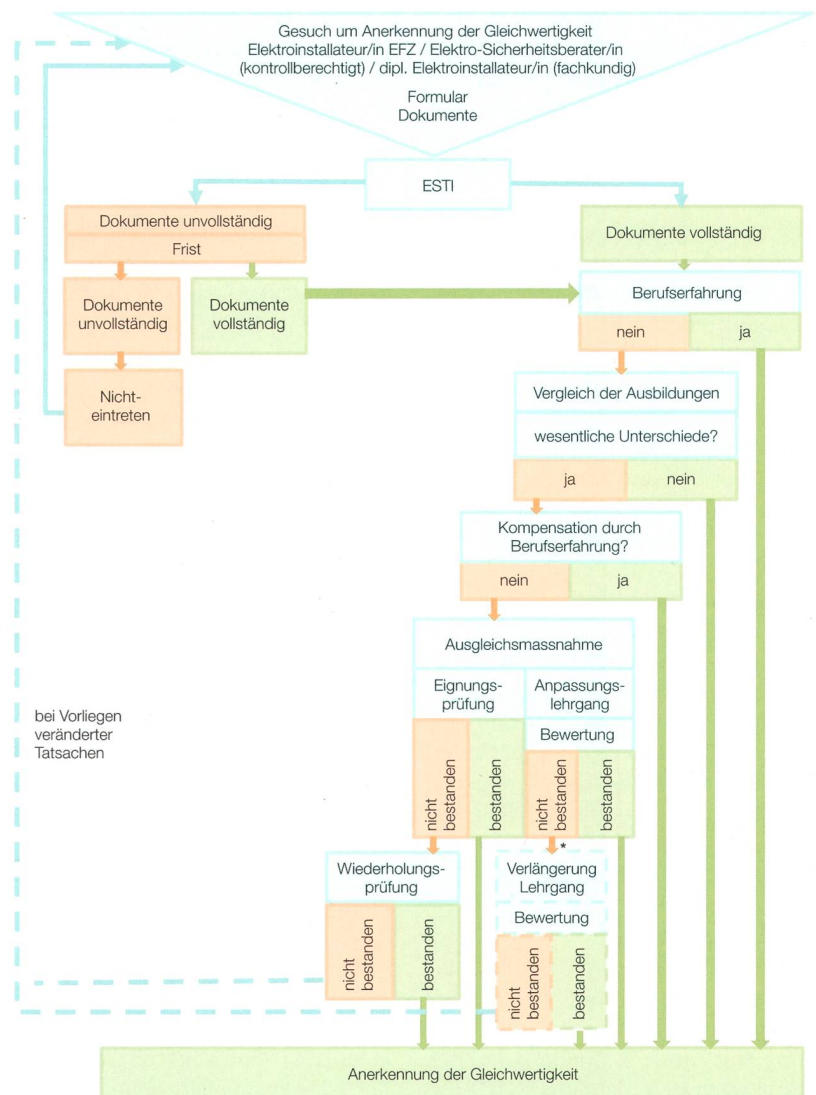 Gesuch um Anerkennung der Gleichwertigkeit
Elektroinstallateur/in EFZ / Elektro-Sicherheitsberater/in
(kontrollberechtigt) / dipl. Elektroinstallateur/in (fachkundig)
Formular
Dokumente
ESTI
Dokumente unvollständig
Frist
Dokumente vollständig
Dokumente
unvollständig
Dokumente
vollständig
Berufserfahrung
nein
ja
Nicht-
eintreten
Vergleich der Ausbildungen
wesentliche Unterschiede?
ja
nein
Kompensation durch
Berufserfahrung?
nein
ja
Ausgleichsmassnahme
Eignungs-
prüfung
Anpassungs-
lehrgang
Bewertung
bei Vorliegen
veränderter
Tatsachen
nicht
bestanden
bestanden
nicht
bestanden
bestanden
*
Wiederholungs-
prüfung
Verlängerung
Lehrgang
Bewertung
nicht
bestanden
bestanden
nicht
bestanden
bestanden
Anerkennung der Gleichwertigkeit